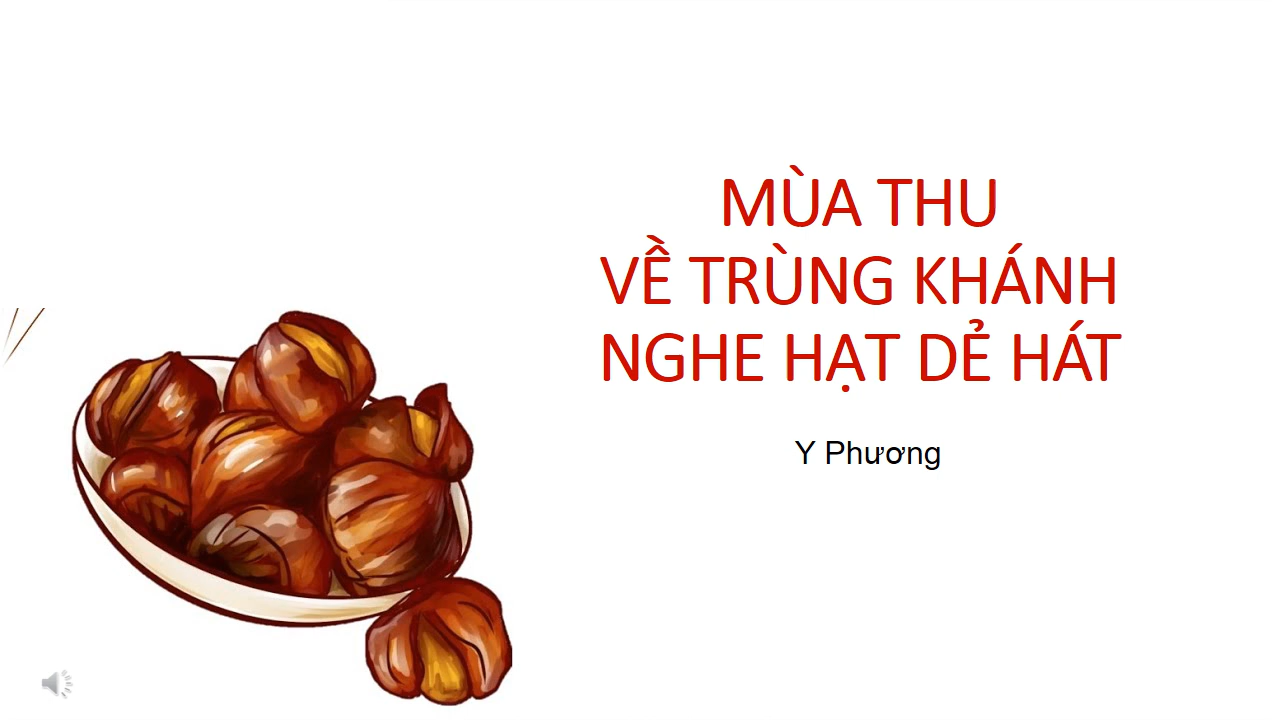 MÙA THU
VỀ TRÙNG KHÁNH
NGHE HẠT DẺ HÁT
Y Phương